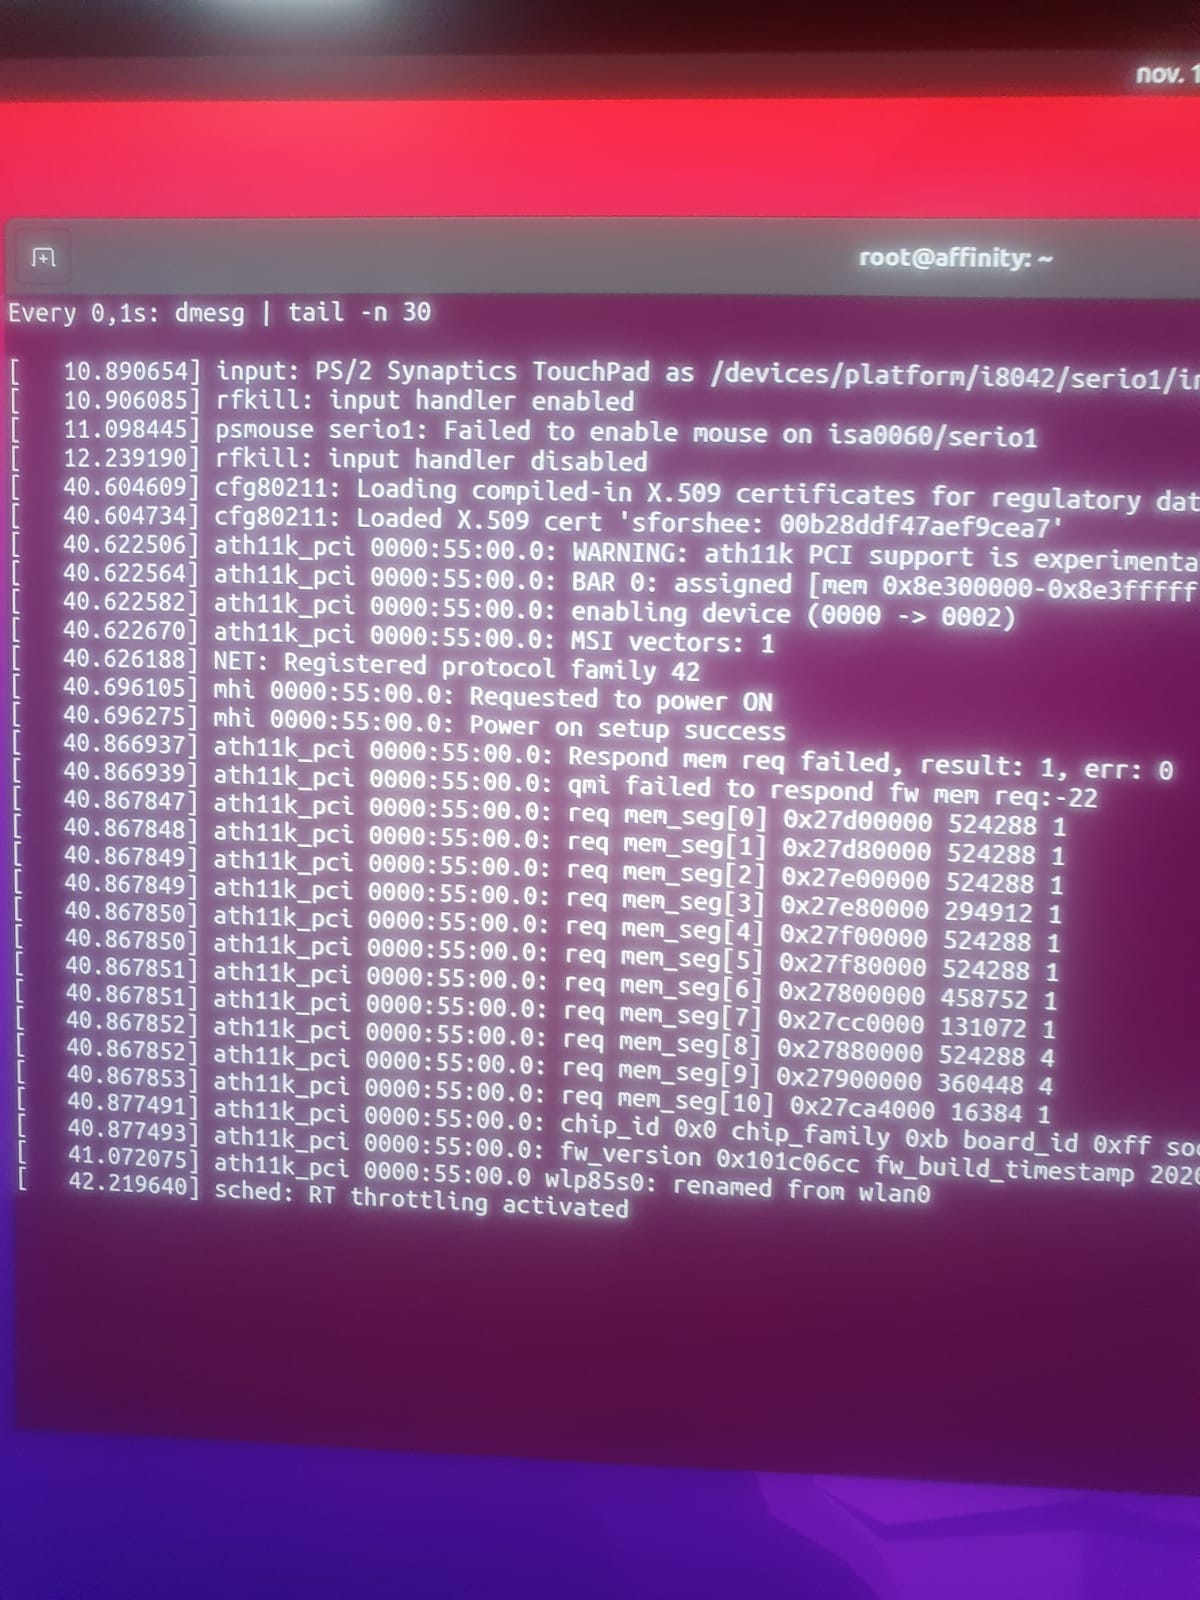 nov. 1
root@affinity: ~
Every 0,1s: dmesg | tail -n 30
[   10.890654] input: PS/2 Synaptics TouchPad as /devices/platform/i8042/serio1/in
[   10.906085] rfkill: input handler enabled
[   11.098445] psmouse serio1: Failed to enable mouse on isa0060/serio1
[   12.239190] rfkill: input handler disabled
[   40.604609] cfg80211: Loading compiled-in X.509 certificates for regulatory dat
[   40.604734] cfg80211: Loaded X.509 cert 'sforshee: 00b28ddf47aef9cea7'
[   40.622506] ath11k_pci 0000:55:00.0: WARNING: ath11k PCI support is experimenta
[   40.622564] ath11k_pci 0000:55:00.0: BAR 0: assigned [mem 0x8e300000-0x8e3fffff
[   40.622582] ath11k_pci 0000:55:00.0: enabling device (0000 -> 0002)
[   40.622670] ath11k_pci 0000:55:00.0: MSI vectors: 1
[   40.626188] NET: Registered protocol family 42
[   40.696105] mhi 0000:55:00.0: Requested to power ON
[   40.696275] mhi 0000:55:00.0: Power on setup success
[   40.866937] ath11k_pci 0000:55:00.0: Respond mem req failed, result: 1, err: 0
[   40.866939] ath11k_pci 0000:55:00.0: qmi failed to respond fw mem req:-22
[   40.867847] ath11k_pci 0000:55:00.0: req mem_seg[0] 0x27d00000 524288 1
[   40.867848] ath11k_pci 0000:55:00.0: req mem_seg[1] 0x27d80000 524288 1
[   40.867849] ath11k_pci 0000:55:00.0: req mem_seg[2] 0x27e00000 524288 1
[   40.867849] ath11k_pci 0000:55:00.0: req mem_seg[3] 0x27e80000 294912 1
[   40.867850] ath11k_pci 0000:55:00.0: req mem_seg[4] 0x27f00000 524288 1
[   40.867850] ath11k_pci 0000:55:00.0: req mem_seg[5] 0x27f80000 524288 1
[   40.867851] ath11k_pci 0000:55:00.0: req mem_seg[6] 0x27800000 458752 1
[   40.867851] ath11k_pci 0000:55:00.0: req mem_seg[7] 0x27cc0000 131072 1
[   40.867852] ath11k_pci 0000:55:00.0: req mem_seg[8] 0x27880000 524288 4
[   40.867852] ath11k_pci 0000:55:00.0: req mem_seg[9] 0x27900000 360448 4
[   40.867853] ath11k_pci 0000:55:00.0: req mem_seg[10] 0x27ca4000 16384 1
[   40.877491] ath11k_pci 0000:55:00.0: chip_id 0x0 chip_family 0xb board_id 0xff soc
[   40.877493] ath11k_pci 0000:55:00.0: fw_version 0x101c06cc fw_build_timestamp 2020
[   41.072075] ath11k_pci 0000:55:00.0 wlp85s0: renamed from wlan0
[   42.219640] sched: RT throttling activated